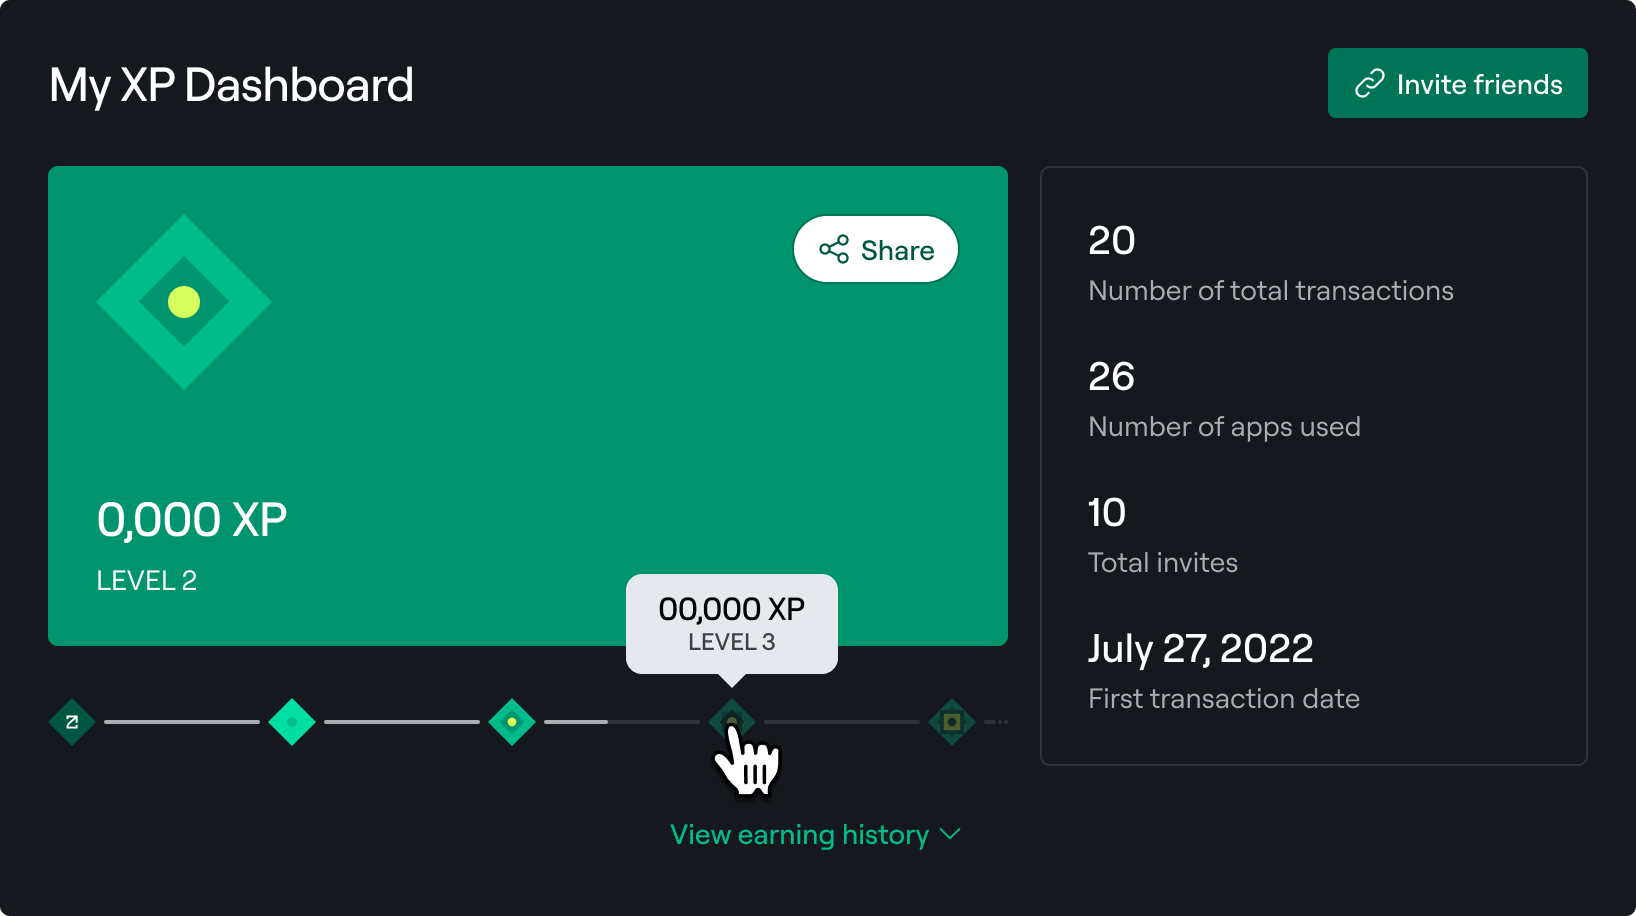 My XP Dashboard
Invite friends
Share
0,000 XP
LEVEL 2
00,000 XP
LEVEL 3
View earning history
20
Number of total transactions
26
Number of apps used
10
Total invites
July 27, 2022
First transaction date